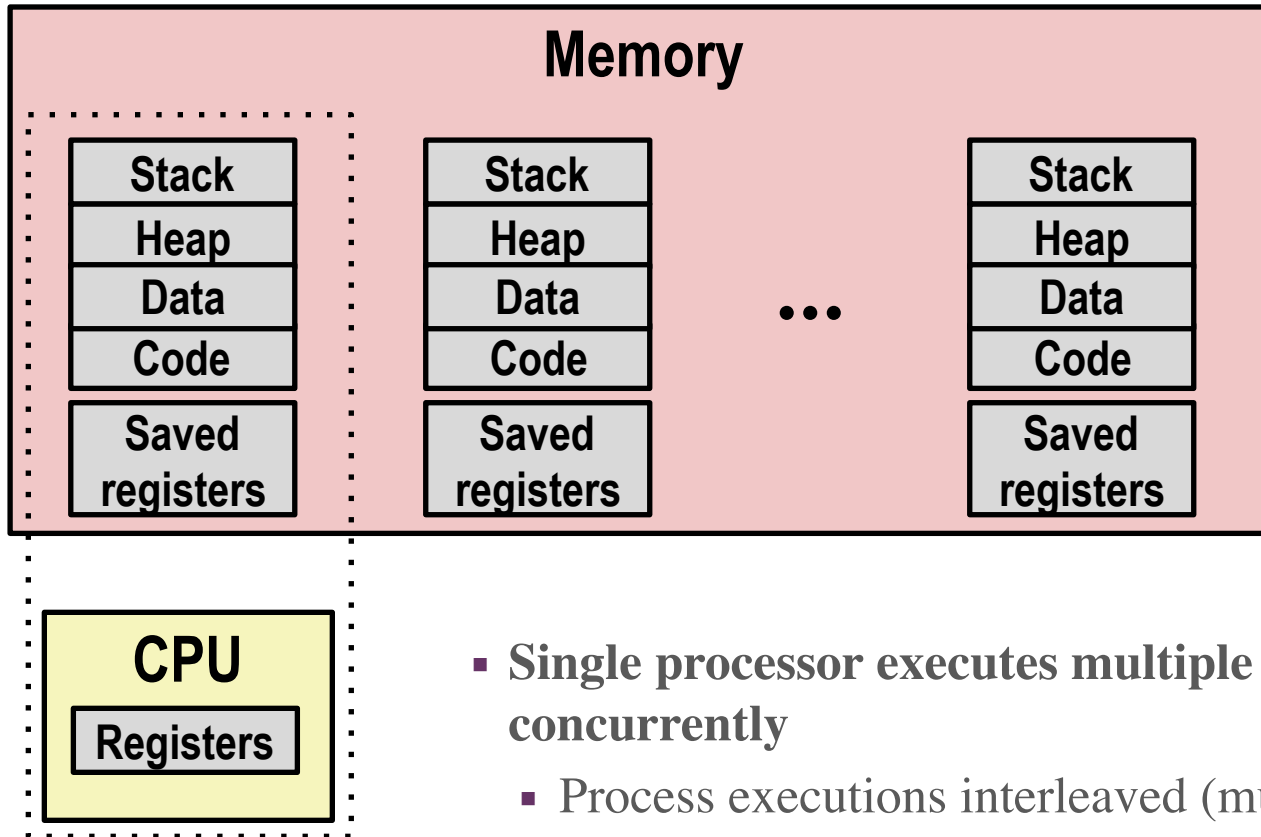 Memory
Stack Stack Stack
Heap Heap Heap
Data Data ... Data
Code Code Code
Saved Saved Saved
registers registers registers
CPU
Registers
▪ Single processor executes multiple
concurrently
▪ Process executions interleaved